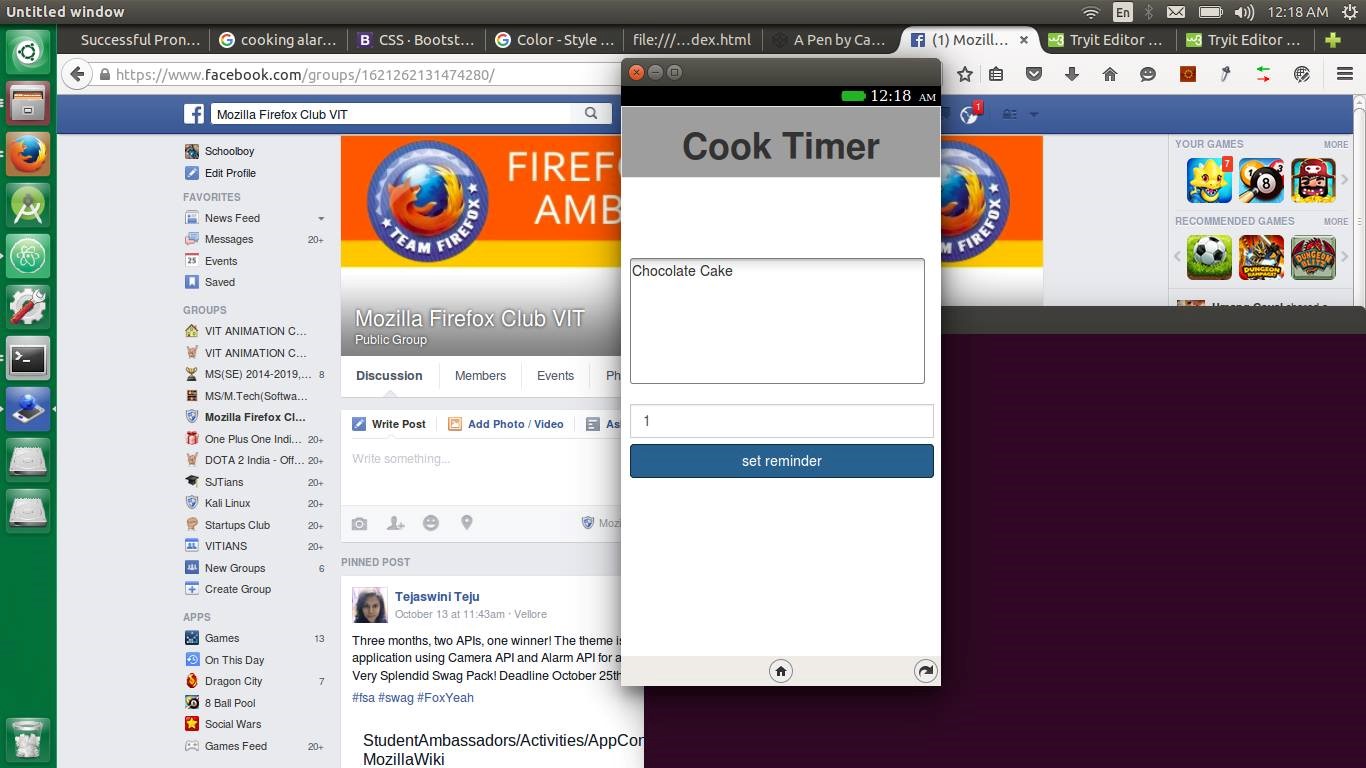 Untitled window
En
12:18 AM
Successful Pron...
cooking alar...
CSS · Bootst...
Color - Style ...
file:///...dex.html
A Pen by Ca...
(1) Mozill...
Tryit Editor ...
Tryit Editor ...
https://www.facebook.com/groups/1621262131474280/
Mozilla Firefox Club VIT
1
Schoolboy
Edit Profile
FAVORITES
News Feed
Messages 20+
Events
Saved
GROUPS
VIT ANIMATION C...
VIT ANIMATION C...
MS(SE) 2014-2019,... 8
MS/M.Tech(Softwa...
Mozilla Firefox Cl...
One Plus One Indi... 20+
DOTA 2 India - Off... 20+
SJTians 20+
Kali Linux 20+
Startups Club 20+
VITIANS 20+
New Groups 6
Create Group
APPS
Games 13
On This Day
Dragon City 7
8 Ball Pool
Social Wars
Games Feed 20+
FIREF
AMB
TEAM FIREFOX
Mozilla Firefox Club VIT
Public Group
Discussion
Members
Events
Ph
Write Post
Add Photo / Video
As
Write something...
Moz
PINNED POST
Tejaswini Teju
October 13 at 11:43am · Vellore
Three months, two APIs, one winner! The theme is
application using Camera API and Alarm API for a
Very Splendid Swag Pack! Deadline October 25th
#fsa #swag #FoxYeah
StudentAmbassadors/Activities/AppCon
MozillaWiki
12:18 AM
Cook Timer
Chocolate Cake
1
set reminder
YOUR GAMES MORE
7
8
RECOMMENDED GAMES MORE